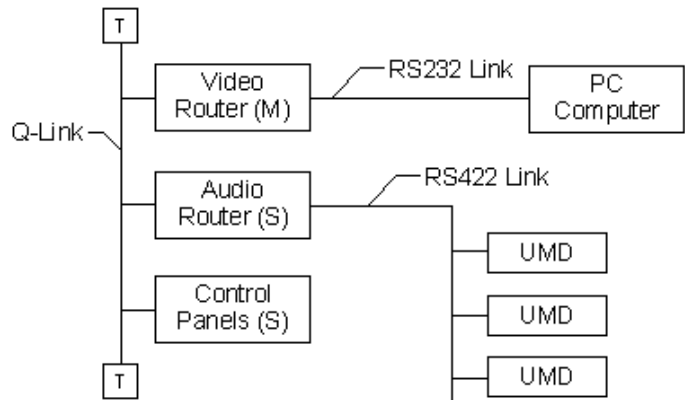 T
Video
Router (M)
RS232 Link
PC
Computer
Q-Link
Audio
Router (S)
RS422 Link
UMD
Control
Panels (S)
UMD
UMD
T